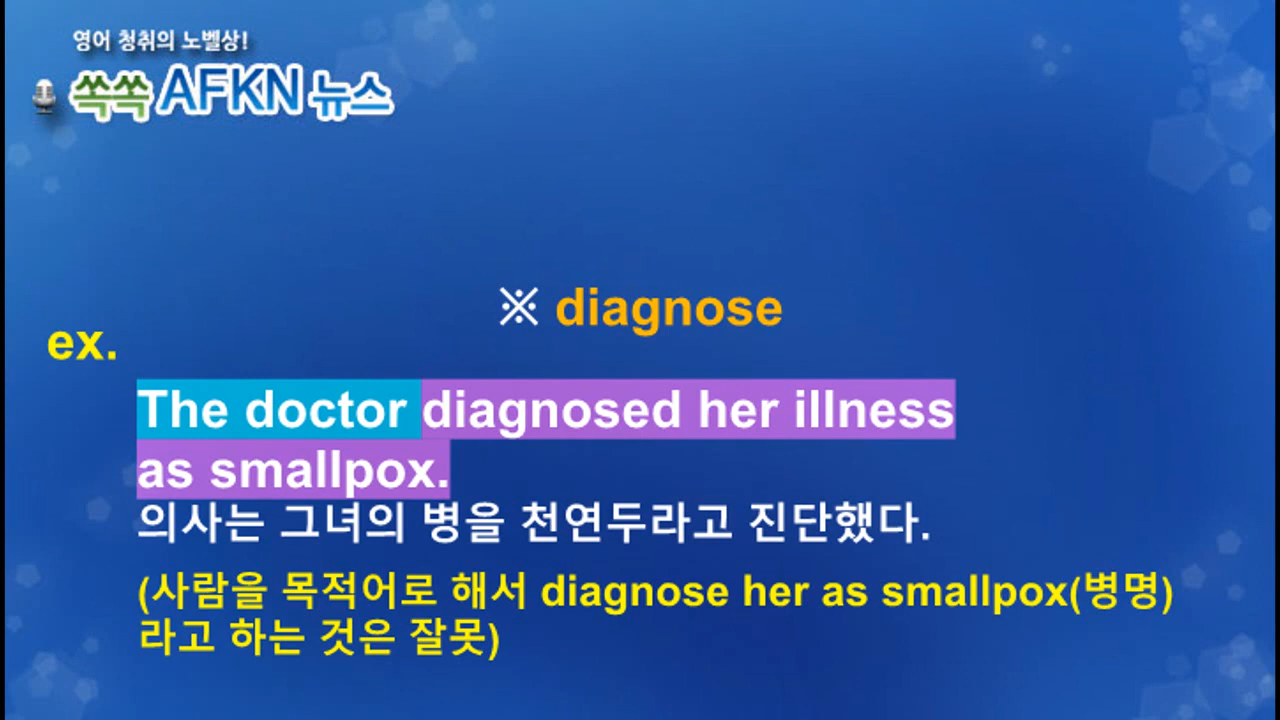 영어 청취의 노벨상!
쏙쏙 AFKN 뉴스
※ diagnose
ex.
The doctor diagnosed her illness
as smallpox.
의사는 그녀의 병을 천연두라고 진단했다.
(사람을 목적어로 해서 diagnose her as smallpox(병명)
라고 하는 것은 잘못)